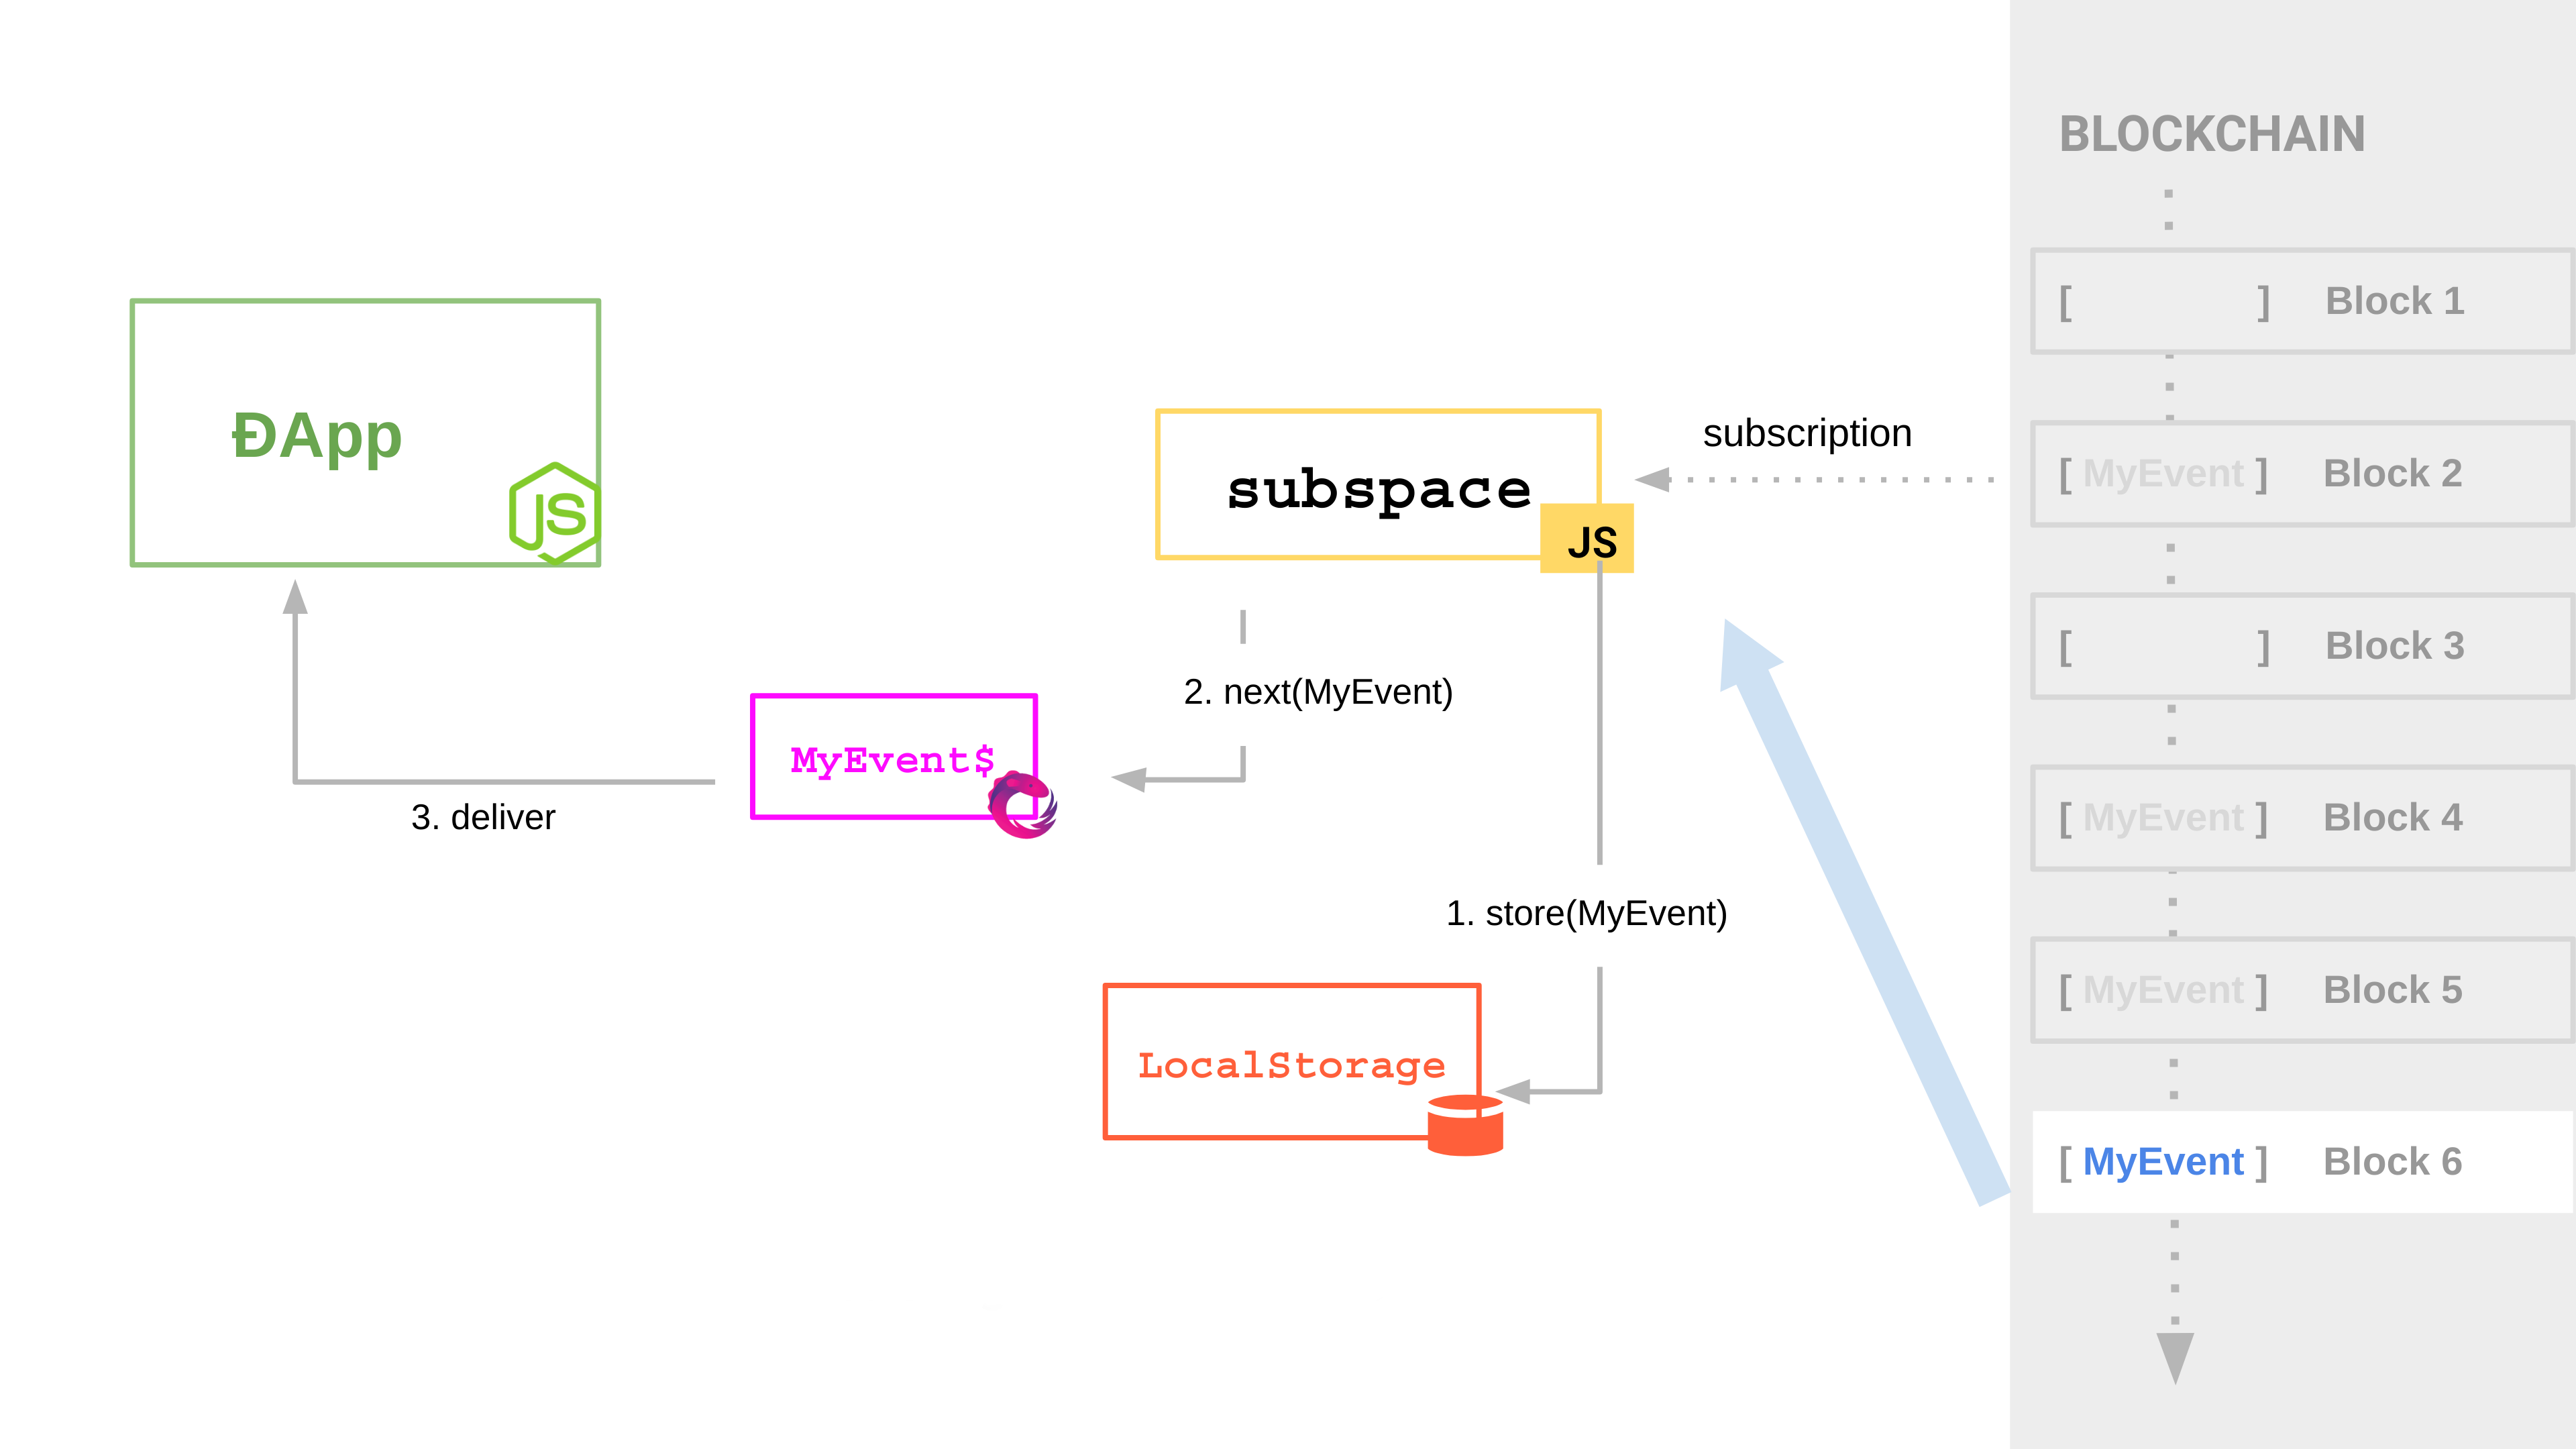 BLOCKCHAIN
[ ] Block 1
ĐApp
JS
subscription
subspace
JS
[ MyEvent ] Block 2
[ ] Block 3
2. next(MyEvent)
MyEvent$
3. deliver
[ MyEvent ] Block 4
1. store(MyEvent)
[ MyEvent ] Block 5
LocalStorage
[ MyEvent ] Block 6